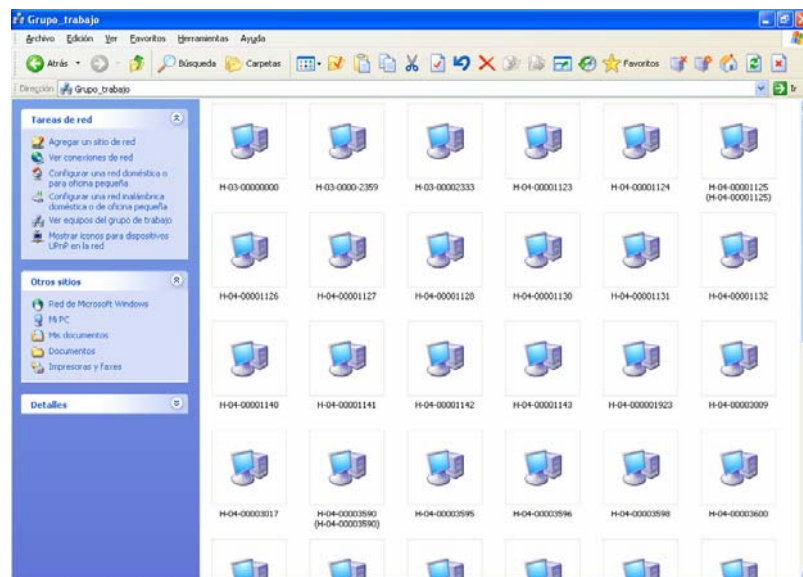 Grupo_trabajo
Archivo Edición Ver Favoritos Herramientas Ayuda
Atrás Búsqueda Carpetas Favoritos
Dirección Grupo_trabajo Ir
Tareas de red
Agregar un sitio de red
Ver conexiones de red
Configurar una red doméstica o
para oficina pequeña
Configurar una red inalámbrica
doméstica o de oficina pequeña
Ver equipos del grupo de trabajo
Mostrar iconos para dispositivos
UPnP en la red
Otros sitios
Red de Microsoft Windows
Mi PC
Mis documentos
Documentos
Impresoras y faxes
Detalles
H-03-00000000 H-03-0000-2359 H-03-00002333 H-04-00001123 H-04-00001124 H-04-00001125
(H-04-00001125)
H-04-00001126 H-04-00001127 H-04-00001128 H-04-00001130 H-04-00001131 H-04-00001132
H-04-00001140 H-04-00001141 H-04-00001142 H-04-00001143 H-04-000001923 H-04-00003009
H-04-00003017 H-04-00003590 H-04-00003595 H-04-00003596 H-04-00003598 H-04-00003600
(H-04-00003590)